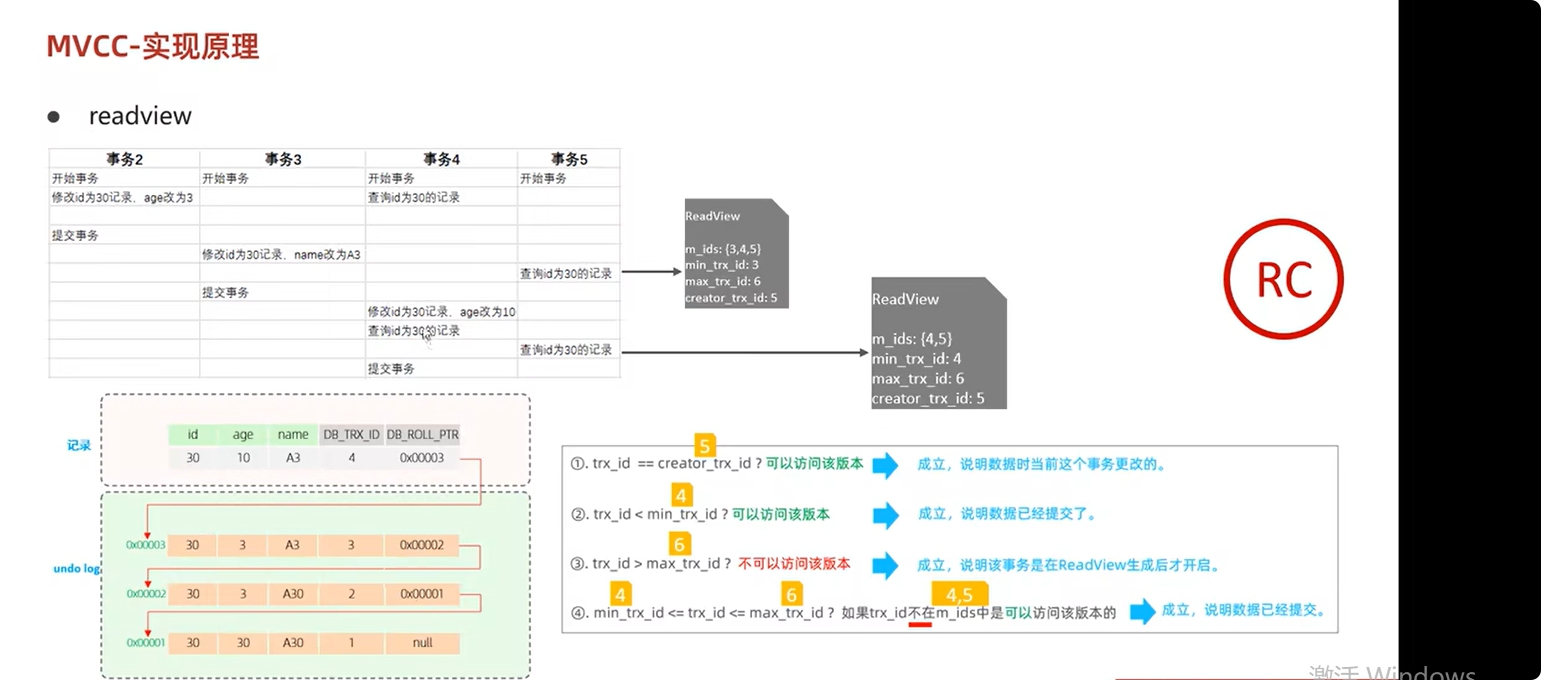 MVCC-实现原理
● readview
事务2 事务3 事务4 事务5
开始事务 开始事务 开始事务 开始事务
修改id为30记录、age改为3 查询id为30的记录
提交事务
修改id为30记录、name改为A3
查询id为30的记录
提交事务
修改id为30记录、age改为10
查询id为30的记录
查询id为30的记录
提交事务
ReadView
m_ids: {3,4,5}
min_trx_id: 3
max_trx_id: 6
creator_trx_id: 5
ReadView
m_ids: {4,5}
min_trx_id: 4
max_trx_id: 6
creator_trx_id: 5
RC
记录
id age name DB_TRX_ID DB_ROLL_PTR
30 10 A3 4 0x00003
undo log
0x00003 30 3 A3 3 0x00002
0x00002 30 3 A30 2 0x00001
0x00001 30 30 A30 1 null
5
①. trx_id == creator_trx_id ? 可以访问该版本 成立，说明数据时当前这个事务更改的。
4
②. trx_id < min_trx_id ? 可以访问该版本 成立，说明数据已经提交了。
6
③. trx_id > max_trx_id ? 不可以访问该版本 成立，说明该事务是在ReadView生成后才开启。
4 6 4,5
④. min_trx_id <= trx_id <= max_trx_id ? 如果trx_id不在m_ids中是可以访问该版本的 成立，说明数据已经提交。
激活 Windows